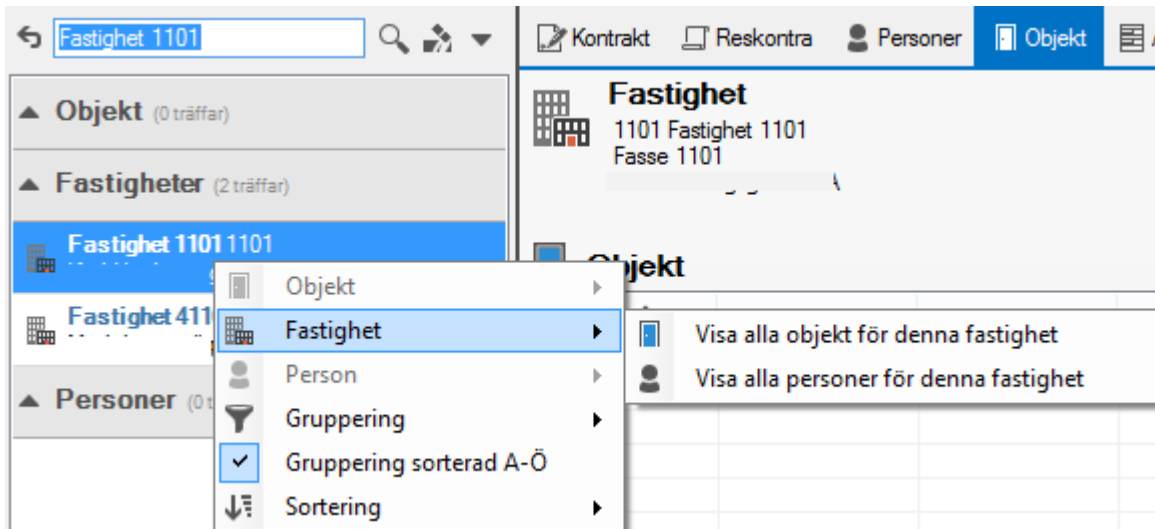 Fastighet 1101
Kontrakt Reskontra Personer Objekt
Objekt (0 träffar)
Fastigheter (2 träffar)
Fastighet 1101 1101
Fastighet
Personer
Fastighet
1101 Fastighet 1101
Fasse 1101
Objekt
Objekt
Fastighet
Person
Gruppering
Gruppering sorterad A-Ö
Sortering
Visa alla objekt för denna fastighet
Visa alla personer för denna fastighet